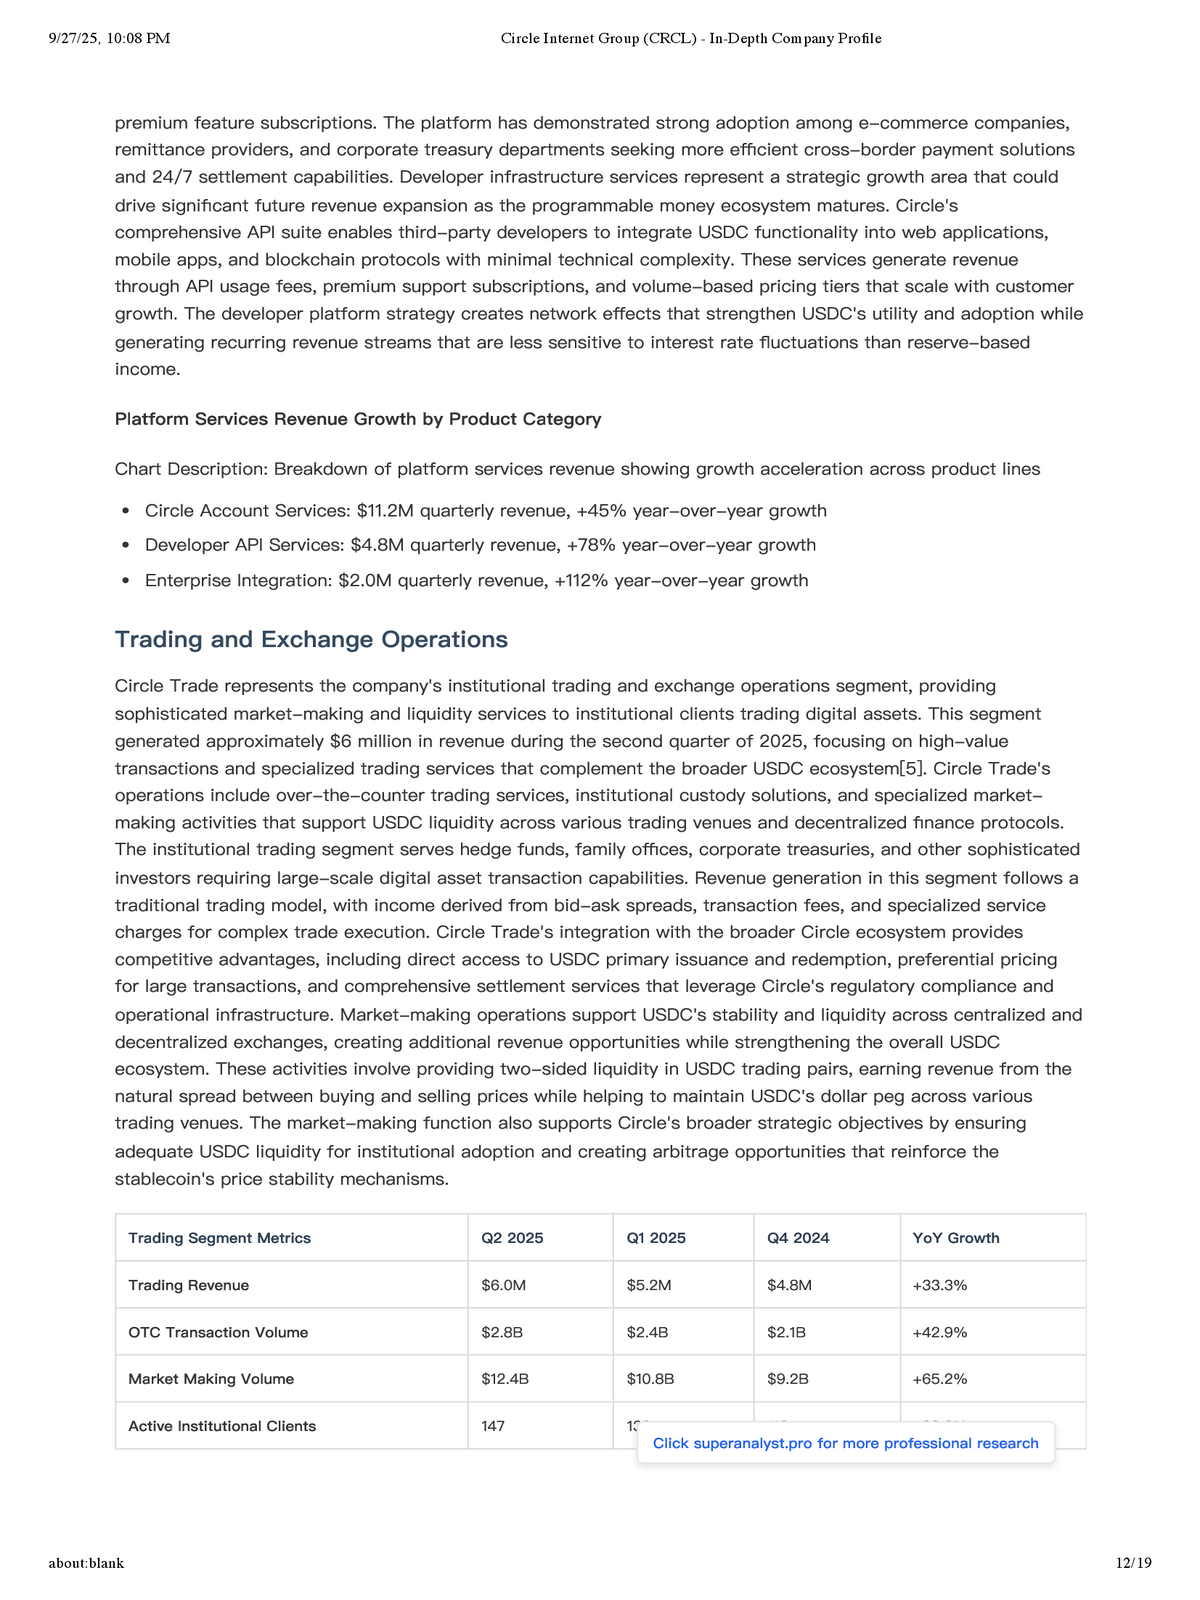 9/27/25, 10:08 PM
Circle Internet Group (CRCL) - In-Depth Company Profile
premium feature subscriptions. The platform has demonstrated strong adoption among e-commerce companies,
remittance providers, and corporate treasury departments seeking more efficient cross-border payment solutions
and 24/7 settlement capabilities. Developer infrastructure services represent a strategic growth area that could
drive significant future revenue expansion as the programmable money ecosystem matures. Circle's
comprehensive API suite enables third-party developers to integrate USDC functionality into web applications,
mobile apps, and blockchain protocols with minimal technical complexity. These services generate revenue
through API usage fees, premium support subscriptions, and volume-based pricing tiers that scale with customer
growth. The developer platform strategy creates network effects that strengthen USDC's utility and adoption while
generating recurring revenue streams that are less sensitive to interest rate fluctuations than reserve-based
income.
Platform Services Revenue Growth by Product Category
Chart Description: Breakdown of platform services revenue showing growth acceleration across product lines
• Circle Account Services: $11.2M quarterly revenue, +45% year-over-year growth
• Developer API Services: $4.8M quarterly revenue, +78% year-over-year growth
• Enterprise Integration: $2.0M quarterly revenue, +112% year-over-year growth
Trading and Exchange Operations
Circle Trade represents the company's institutional trading and exchange operations segment, providing
sophisticated market-making and liquidity services to institutional clients trading digital assets. This segment
generated approximately $6 million in revenue during the second quarter of 2025, focusing on high-value
transactions and specialized trading services that complement the broader USDC ecosystem[5]. Circle Trade's
operations include over-the-counter trading services, institutional custody solutions, and specialized market-
making activities that support USDC liquidity across various trading venues and decentralized finance protocols.
The institutional trading segment serves hedge funds, family offices, corporate treasuries, and other sophisticated
investors requiring large-scale digital asset transaction capabilities. Revenue generation in this segment follows a
traditional trading model, with income derived from bid-ask spreads, transaction fees, and specialized service
charges for complex trade execution. Circle Trade's integration with the broader Circle ecosystem provides
competitive advantages, including direct access to USDC primary issuance and redemption, preferential pricing
for large transactions, and comprehensive settlement services that leverage Circle's regulatory compliance and
operational infrastructure. Market-making operations support USDC's stability and liquidity across centralized and
decentralized exchanges, creating additional revenue opportunities while strengthening the overall USDC
ecosystem. These activities involve providing two-sided liquidity in USDC trading pairs, earning revenue from the
natural spread between buying and selling prices while helping to maintain USDC's dollar peg across various
trading venues. The market-making function also supports Circle's broader strategic objectives by ensuring
adequate USDC liquidity for institutional adoption and creating arbitrage opportunities that reinforce the
stablecoin's price stability mechanisms.
Trading Segment Metrics Q2 2025 Q1 2025 Q4 2024 YoY Growth
Trading Revenue $6.0M $5.2M $4.8M +33.3%
OTC Transaction Volume $2.8B $2.4B $2.1B +42.9%
Market Making Volume $12.4B $10.8B $9.2B +65.2%
Active Institutional Clients 147
Click superanalyst.pro for more professional research
about:blank
12/19